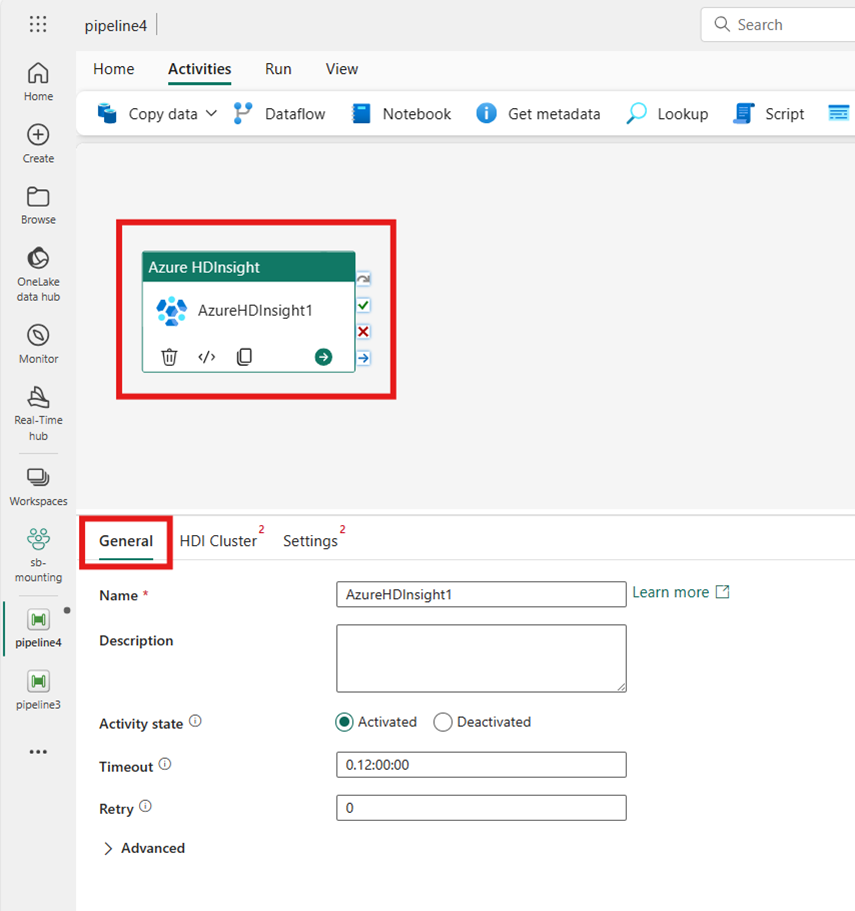 pipeline4
Search
Home
Activities
Run
View
Copy data
Dataflow
Notebook
Get metadata
Lookup
Script
Home
Create
Browse
OneLake
data hub
Monitor
Real-Time
hub
Workspaces
sb-
mounting
pipeline4
pipeline3
Azure HDInsight
AzureHDInsight1
General
HDI Cluster 2
Settings 2
Name *
AzureHDInsight1
Learn more
Description
Activity state
Activated
Deactivated
Timeout
0.12:00:00
Retry
0
Advanced